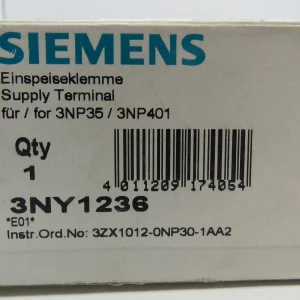 SIEMENS
Einspeiseklemme
Supply Terminal
für / for 3NP35 / 3NP401
Qty
1
4 011209 174064
3NY1236
*E01*
Instr.Ord.No: 3ZX1012-0NP30-1AA2